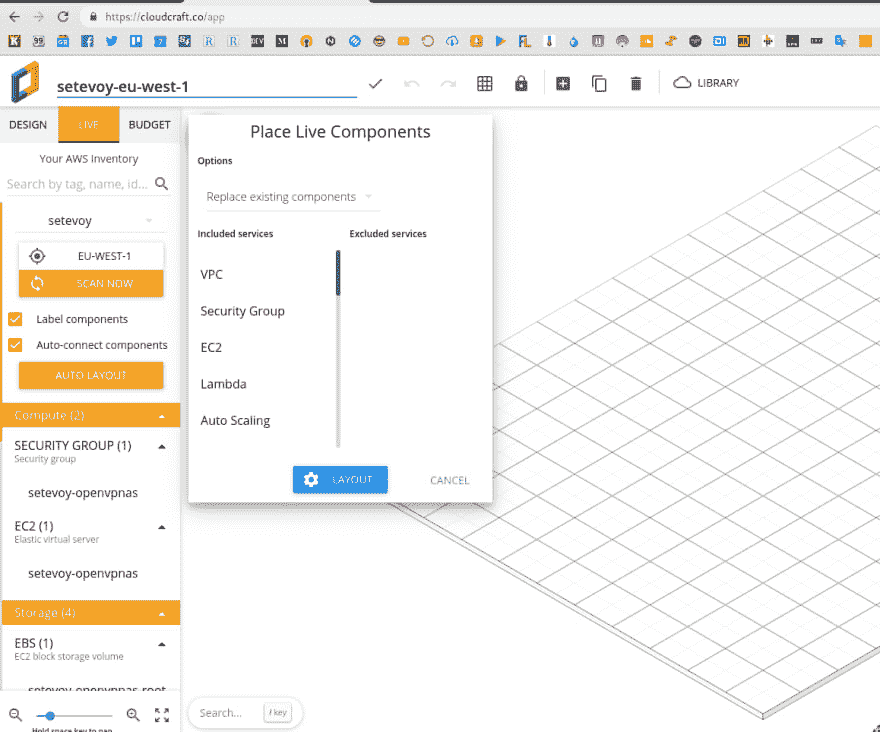 https://cloudcraft.co/app
setevoy-eu-west-1
LIBRARY
DESIGN
LIVE
BUDGET
Your AWS Inventory
Search by tag, name, id...
setevoy
EU-WEST-1
SCAN NOW
Label components
Auto-connect components
AUTO LAYOUT
Compute (2)
SECURITY GROUP (1)
Security group
setevoy-openvpnas
EC2 (1)
Elastic virtual server
setevoy-openvpnas
Storage (4)
EBS (1)
EC2 block storage volume
setevoy-openvpnas-root
Hold space key to pan
Place Live Components
Options
Replace existing components
Included services
Excluded services
VPC
Security Group
EC2
Lambda
Auto Scaling
LAYOUT
CANCEL
Search...
/ key